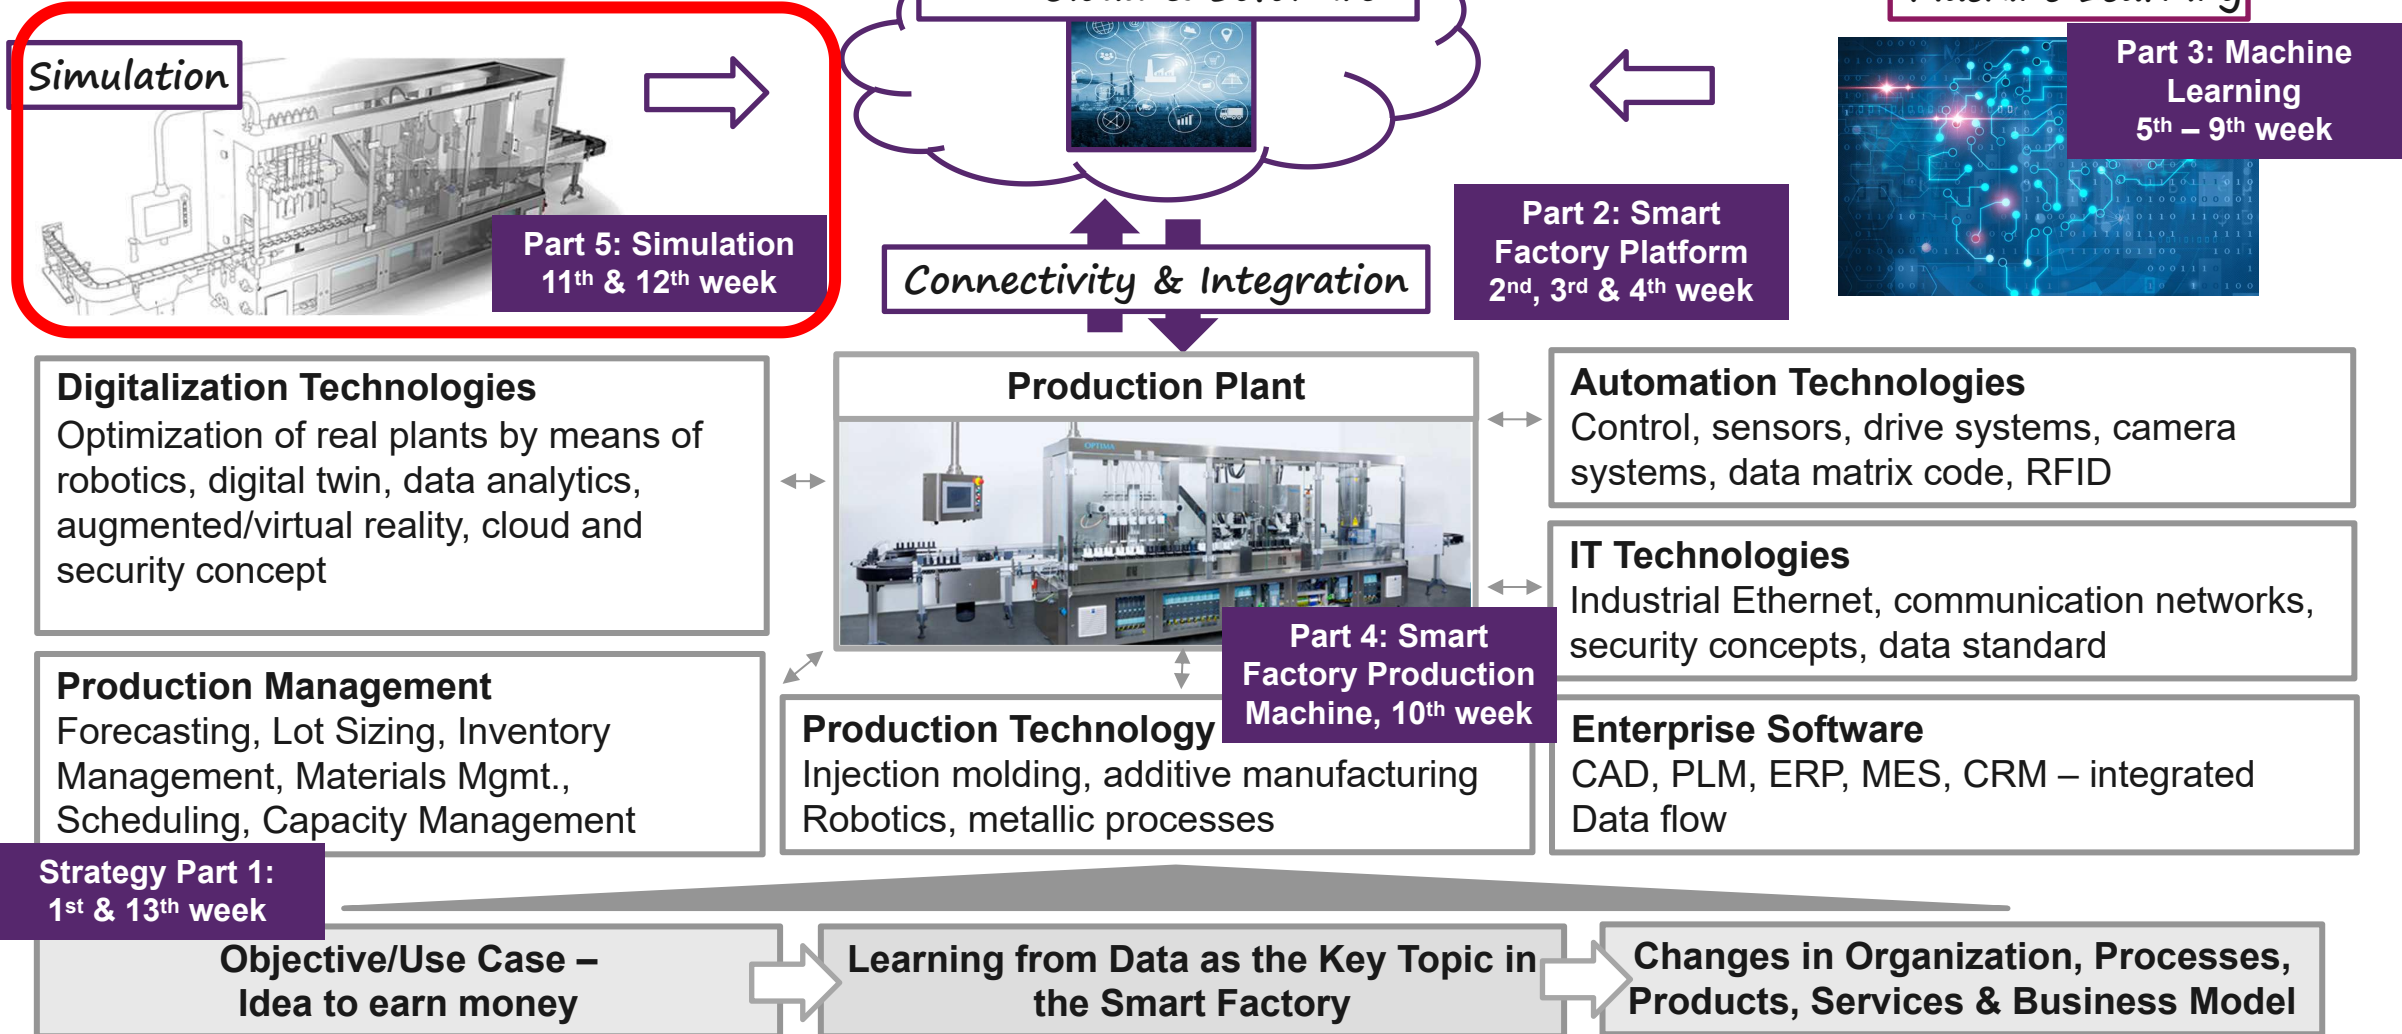 Simulation
Part 5: Simulation
11th & 12th week
Part 3: Machine
Learning
5th – 9th week
Part 2: Smart
Factory Platform
2nd, 3rd & 4th week
Connectivity & Integration
Digitalization Technologies
Optimization of real plants by means of
robotics, digital twin, data analytics,
augmented/virtual reality, cloud and
security concept
Production Plant
OPTIMA
Automation Technologies
Control, sensors, drive systems, camera
systems, data matrix code, RFID
IT Technologies
Industrial Ethernet, communication networks,
security concepts, data standard
Part 4: Smart
Factory Production
Machine, 10th week
Production Management
Forecasting, Lot Sizing, Inventory
Management, Materials Mgmt.,
Scheduling, Capacity Management
Production Technology
Injection molding, additive manufacturing
Robotics, metallic processes
Enterprise Software
CAD, PLM, ERP, MES, CRM – integrated
Data flow
Strategy Part 1:
1st & 13th week
Objective/Use Case –
Idea to earn money
Learning from Data as the Key Topic in
the Smart Factory
Changes in Organization, Processes,
Products, Services & Business Model